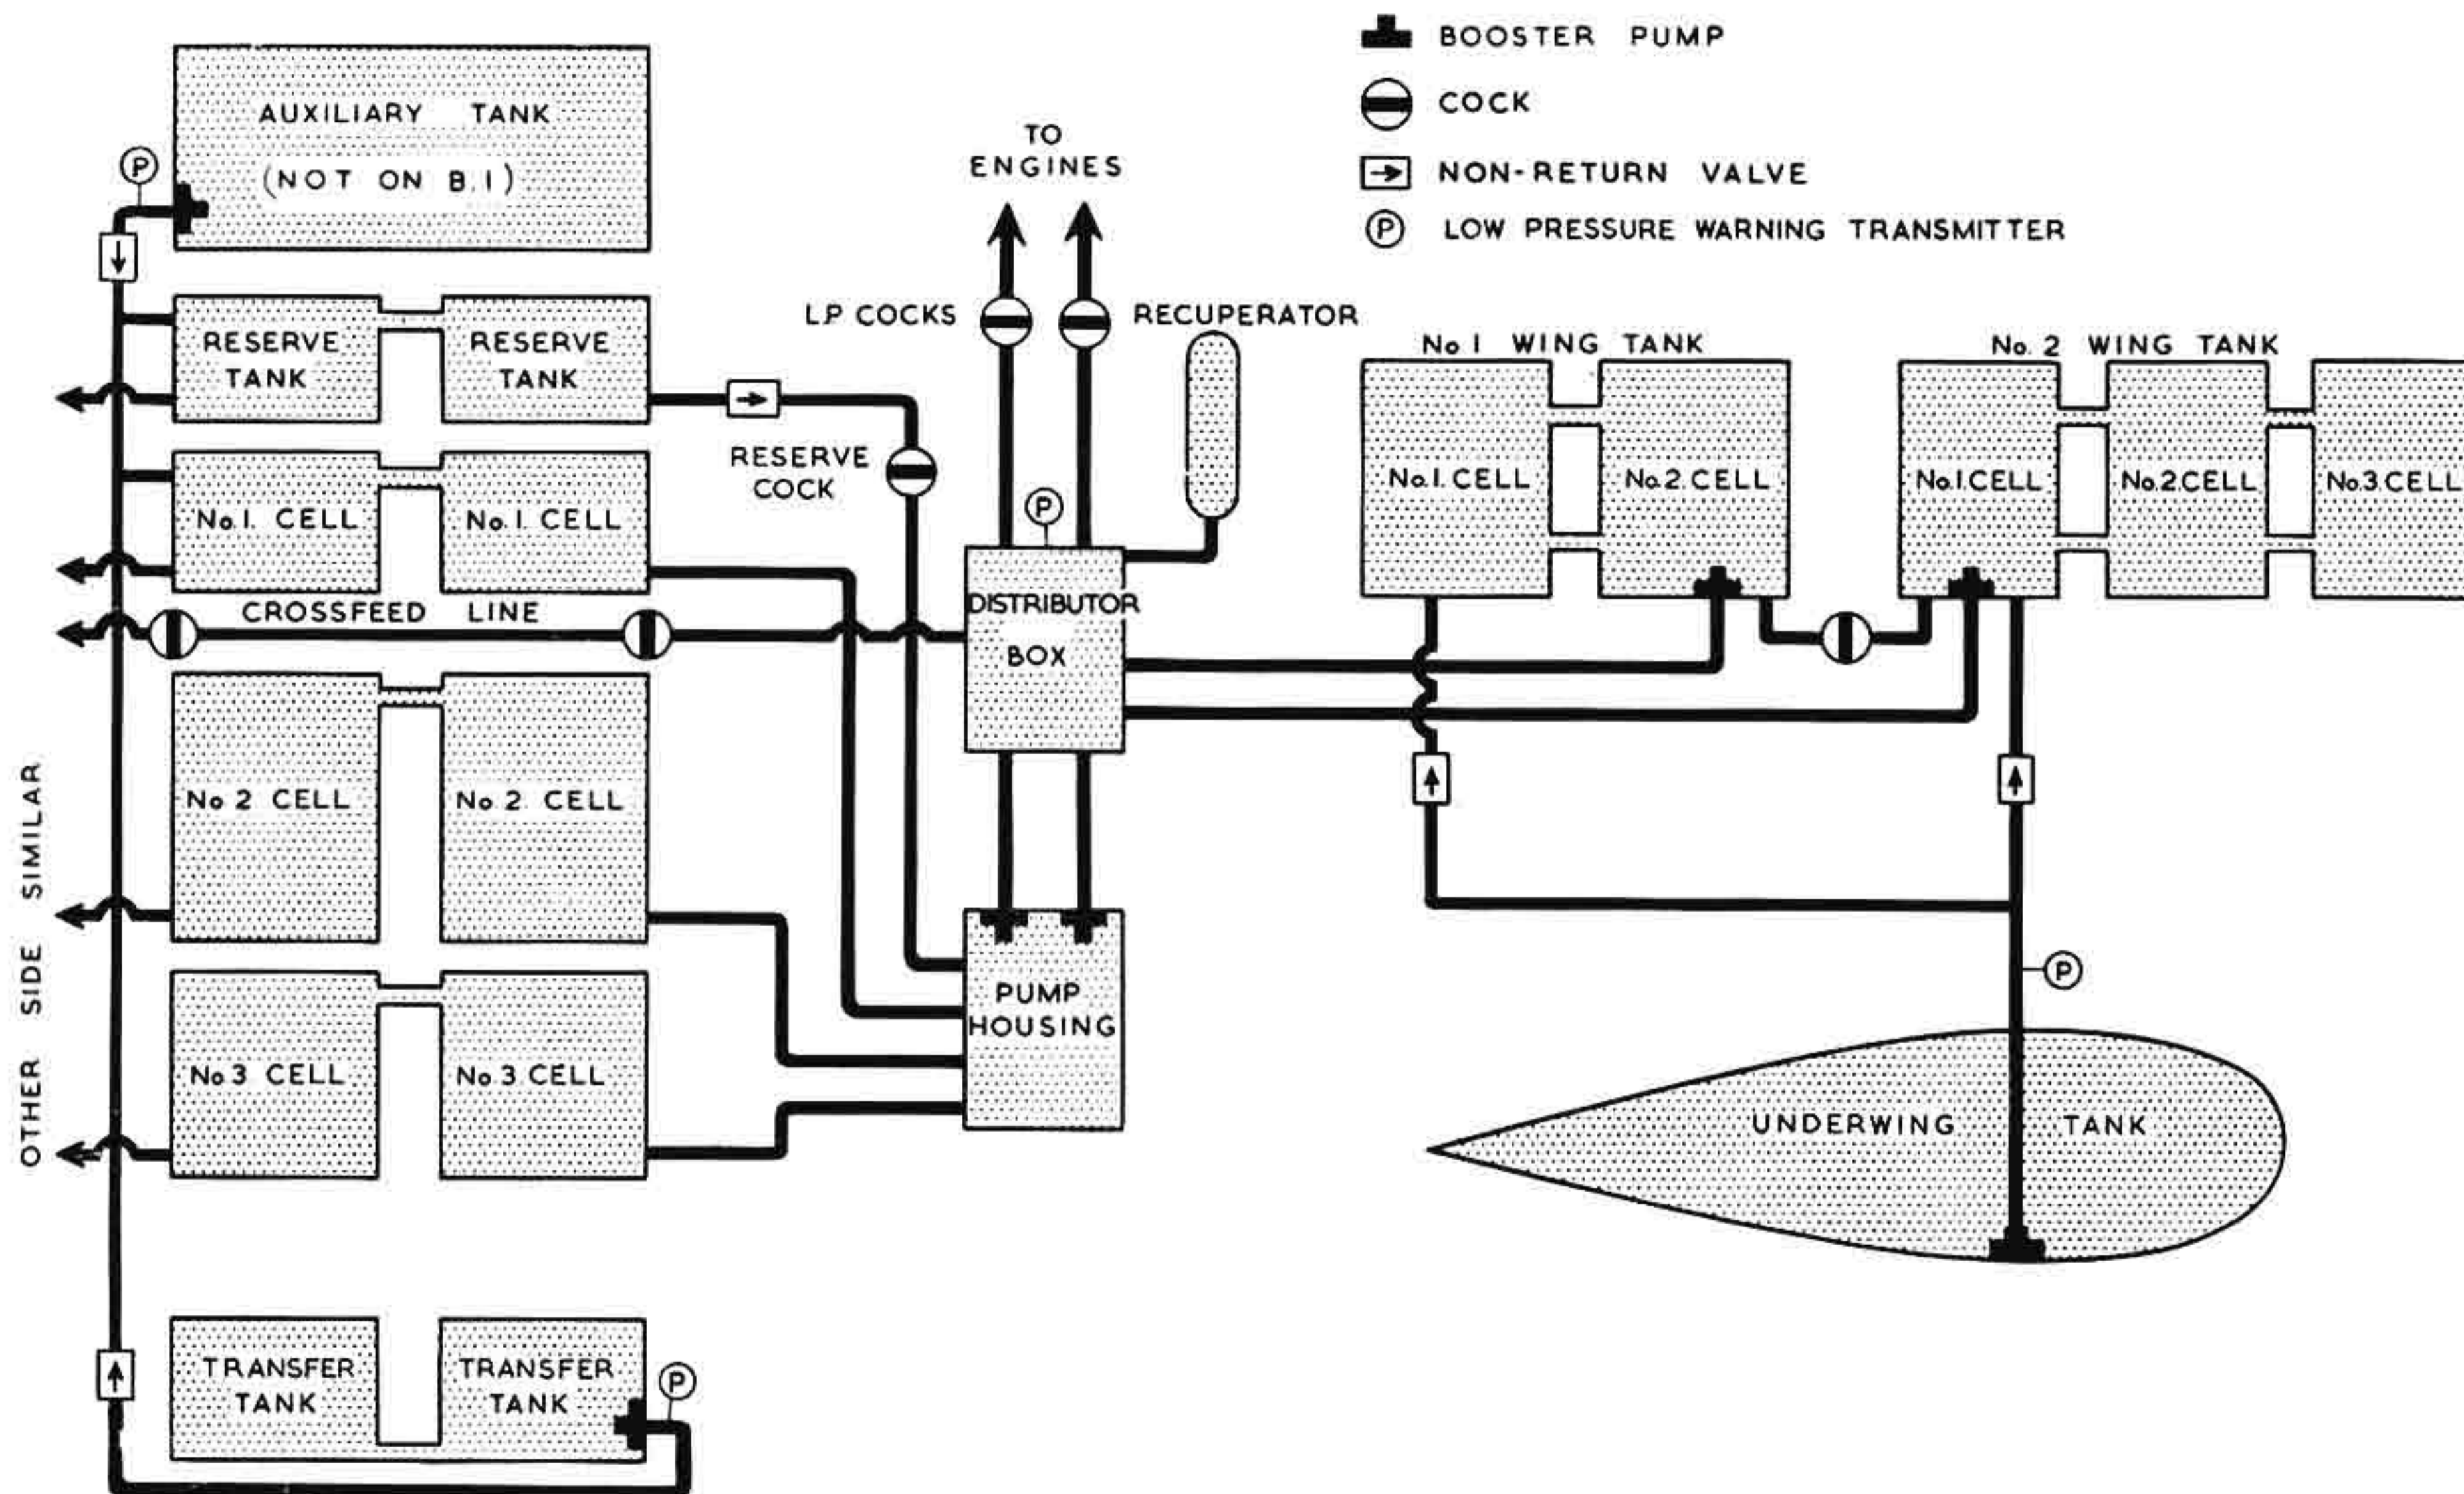 BOOSTER PUMP
COCK
NON-RETURN VALVE
P LOW PRESSURE WARNING TRANSMITTER
AUXILIARY TANK
(NOT ON B.1)
P
TO
ENGINES
L.P COCKS
RECUPERATOR
RESERVE
TANK
RESERVE
TANK
RESERVE
COCK
No.1. CELL
No.1. CELL
CROSSFEED LINE
P
DISTRIBUTOR
BOX
No 1 WING TANK
No.1. CELL
No.2. CELL
No. 2 WING TANK
No.1. CELL
No.2. CELL
No.3. CELL
No 2 CELL
No 2 CELL
No 3 CELL
No 3 CELL
PUMP
HOUSING
P
UNDERWING TANK
OTHER SIDE SIMILAR
TRANSFER
TANK
TRANSFER
TANK
P